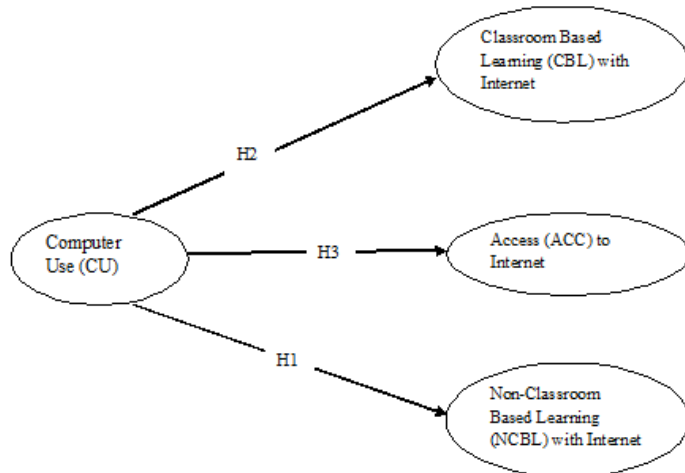 Classroom Based
Learning (CBL) with
Internet
H2
Computer
Use (CU)
H3
Access (ACC) to
Internet
H1
Non-Classroom
Based Learning
(NCBL) with Internet